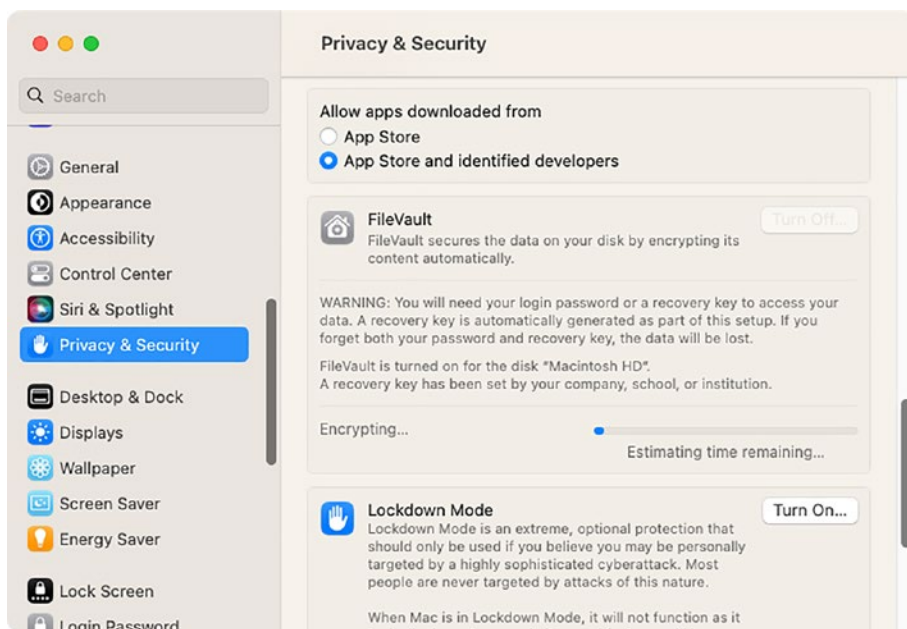 Privacy & Security
Search
General
Appearance
Accessibility
Control Center
Siri & Spotlight
Privacy & Security
Desktop & Dock
Displays
Wallpaper
Screen Saver
Energy Saver
Lock Screen
Login Password
Allow apps downloaded from
App Store
App Store and identified developers
FileVault
Turn Off...
FileVault secures the data on your disk by encrypting its
content automatically.
WARNING: You will need your login password or a recovery key to access your
data. A recovery key is automatically generated as part of this setup. If you
forget both your password and recovery key, the data will be lost.
FileVault is turned on for the disk “Macintosh HD”.
A recovery key has been set by your company, school, or institution.
Encrypting...
Estimating time remaining...
Lockdown Mode
Turn On...
Lockdown Mode is an extreme, optional protection that
should only be used if you believe you may be personally
targeted by a highly sophisticated cyberattack. Most
people are never targeted by attacks of this nature.
When Mac is in Lockdown Mode, it will not function as it